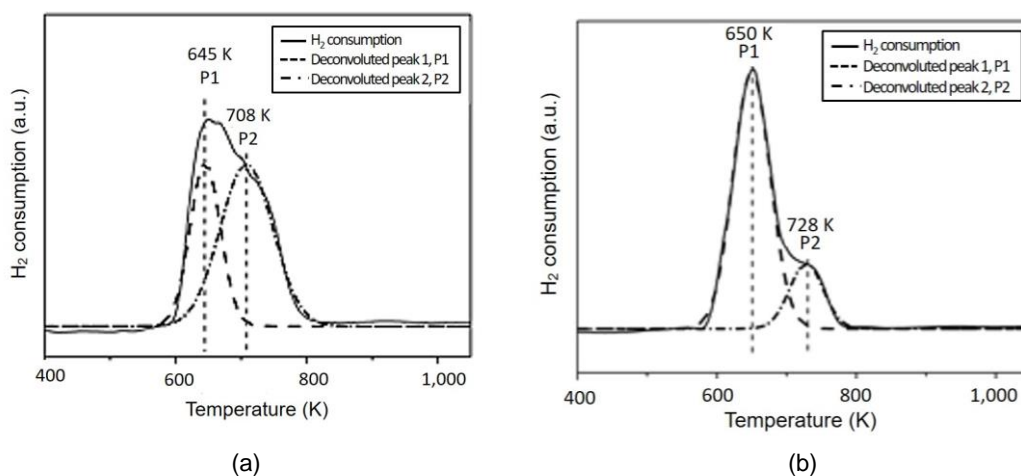 645 K
P1
708 K
P2
H₂ consumption
Deconvoluted peak 1, P1
Deconvoluted peak 2, P2
H₂ consumption (a.u.)
400
600
800
1,000
Temperature (K)
(a)
650 K
P1
728 K
P2
H₂ consumption
Deconvoluted peak 1, P1
Deconvoluted peak 2, P2
H₂ consumption (a.u.)
400
600
800
1,000
Temperature (K)
(b)